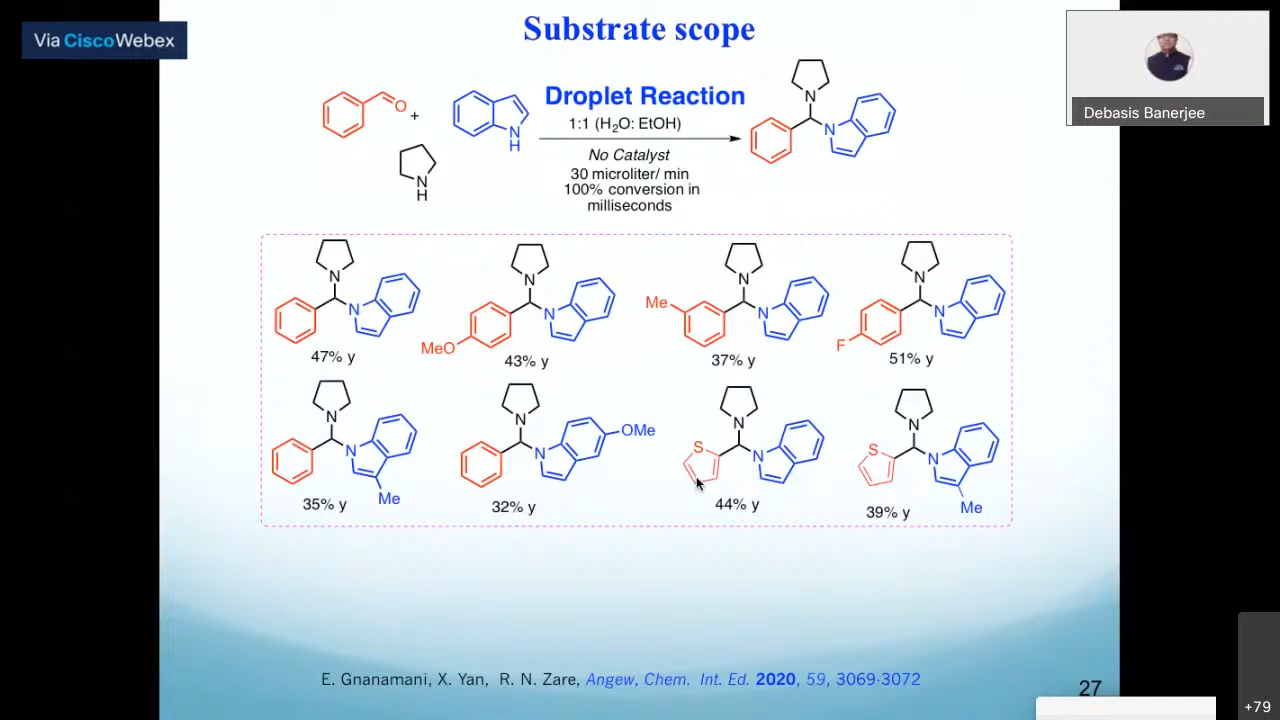 Via CiscoWebex
Substrate scope
Debasis Banerjee
O
+
N
H
N
H
Droplet Reaction
1:1 (H₂O: EtOH)
No Catalyst
30 microliter/ min
100% conversion in
milliseconds
N
N
N
N
47% y
N
N
MeO
43% y
N
N
Me
37% y
N
N
F
51% y
N
N
Me
35% y
N
N
OMe
32% y
N
N
S
44% y
N
N
S
Me
39% y
E. Gnanamani, X. Yan, R. N. Zare, Angew, Chem. Int. Ed. 2020, 59, 3069-3072
27
+79